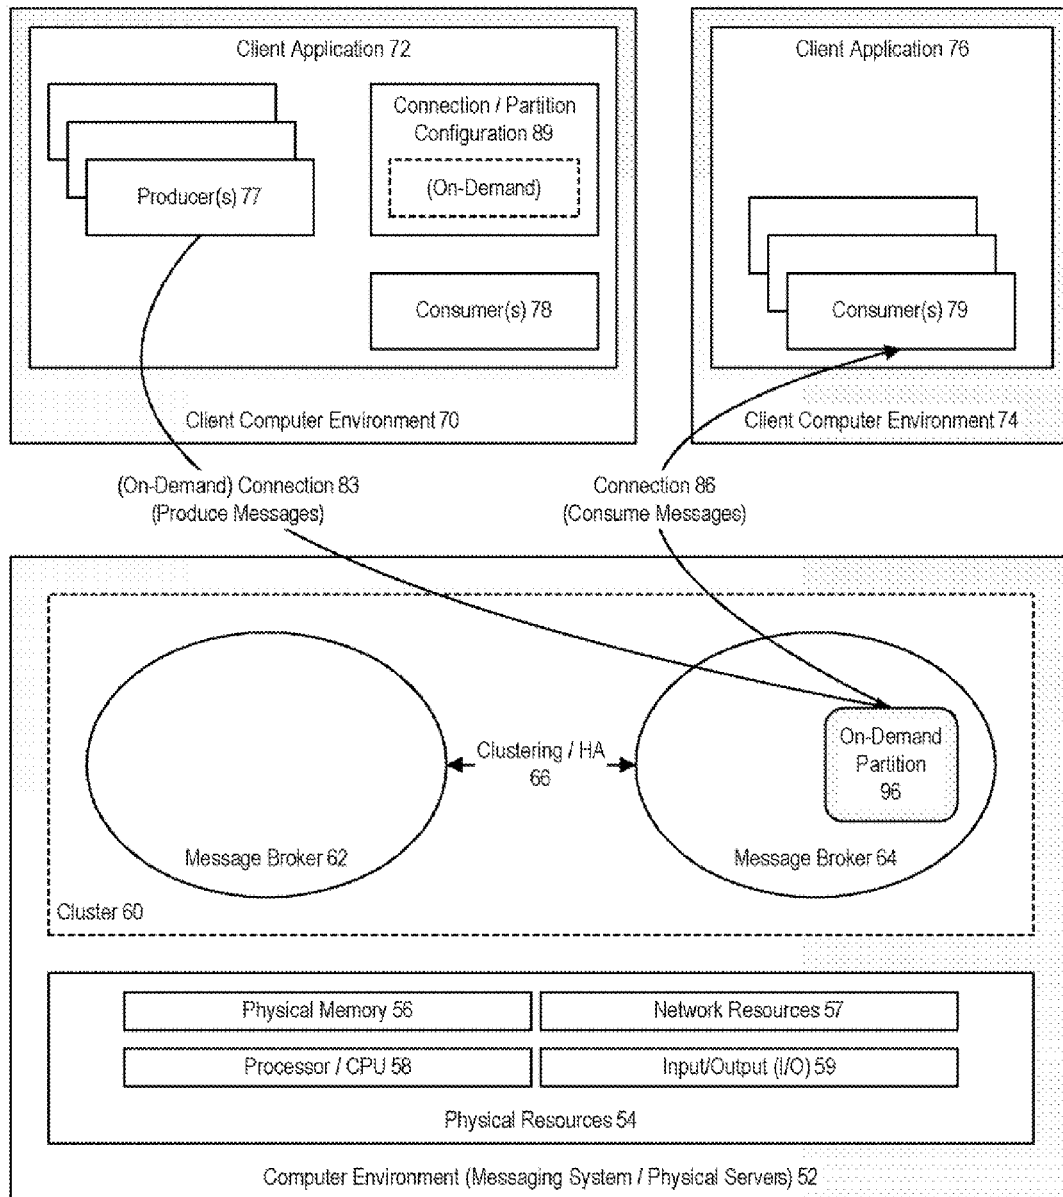 Client Application 72
Connection / Partition
Configuration 89
(On-Demand)
Producer(s) 77
Consumer(s) 78
Client Computer Environment 70
Client Application 76
Consumer(s) 79
Client Computer Environment 74
(On-Demand) Connection 83
(Produce Messages)
Connection 86
(Consume Messages)
Clustering / HA
66
On-Demand
Partition
96
Message Broker 62
Message Broker 64
Cluster 60
Physical Memory 56
Network Resources 57
Processor / CPU 58
Input/Output (I/O) 59
Physical Resources 54
Computer Environment (Messaging System / Physical Servers) 52